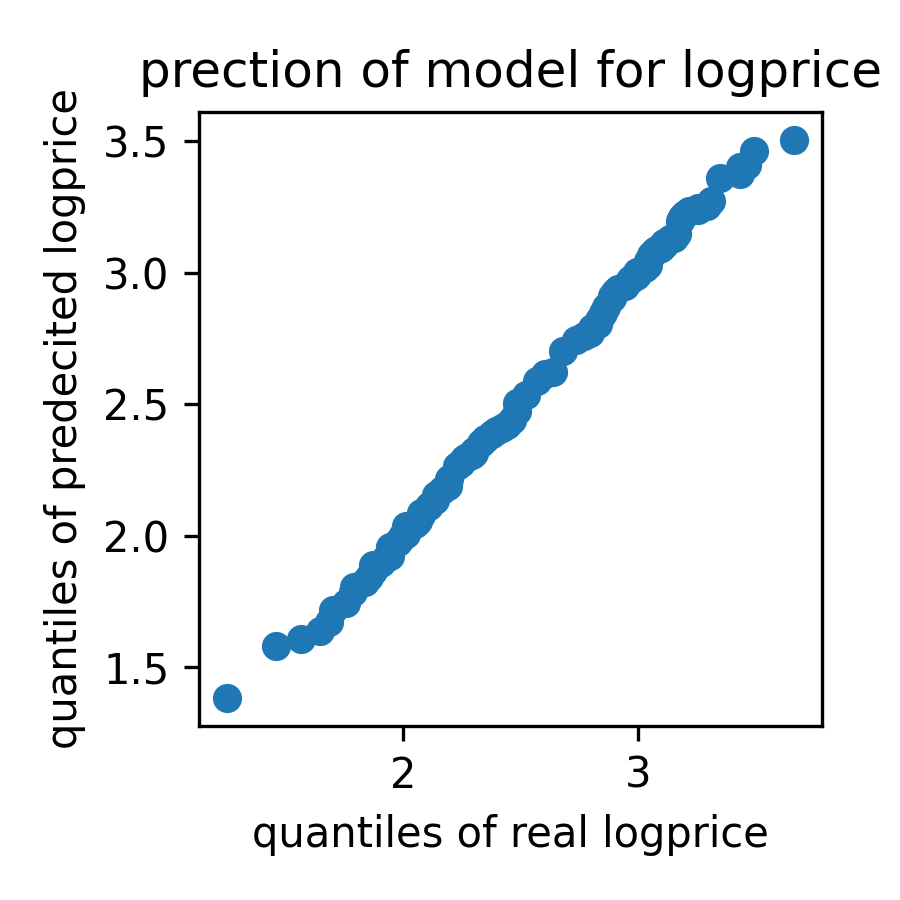 prection of model for logprice
quantiles of predecited logprice
3.5
3.0
2.5
2.0
1.5
2
3
quantiles of real logprice